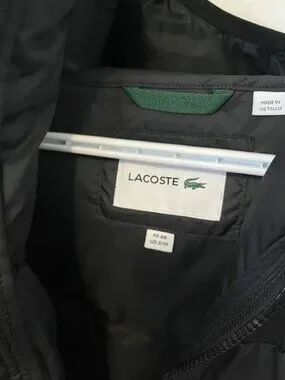 MADE IN
VIETNAM
LACOSTE
FR 48
US S/M